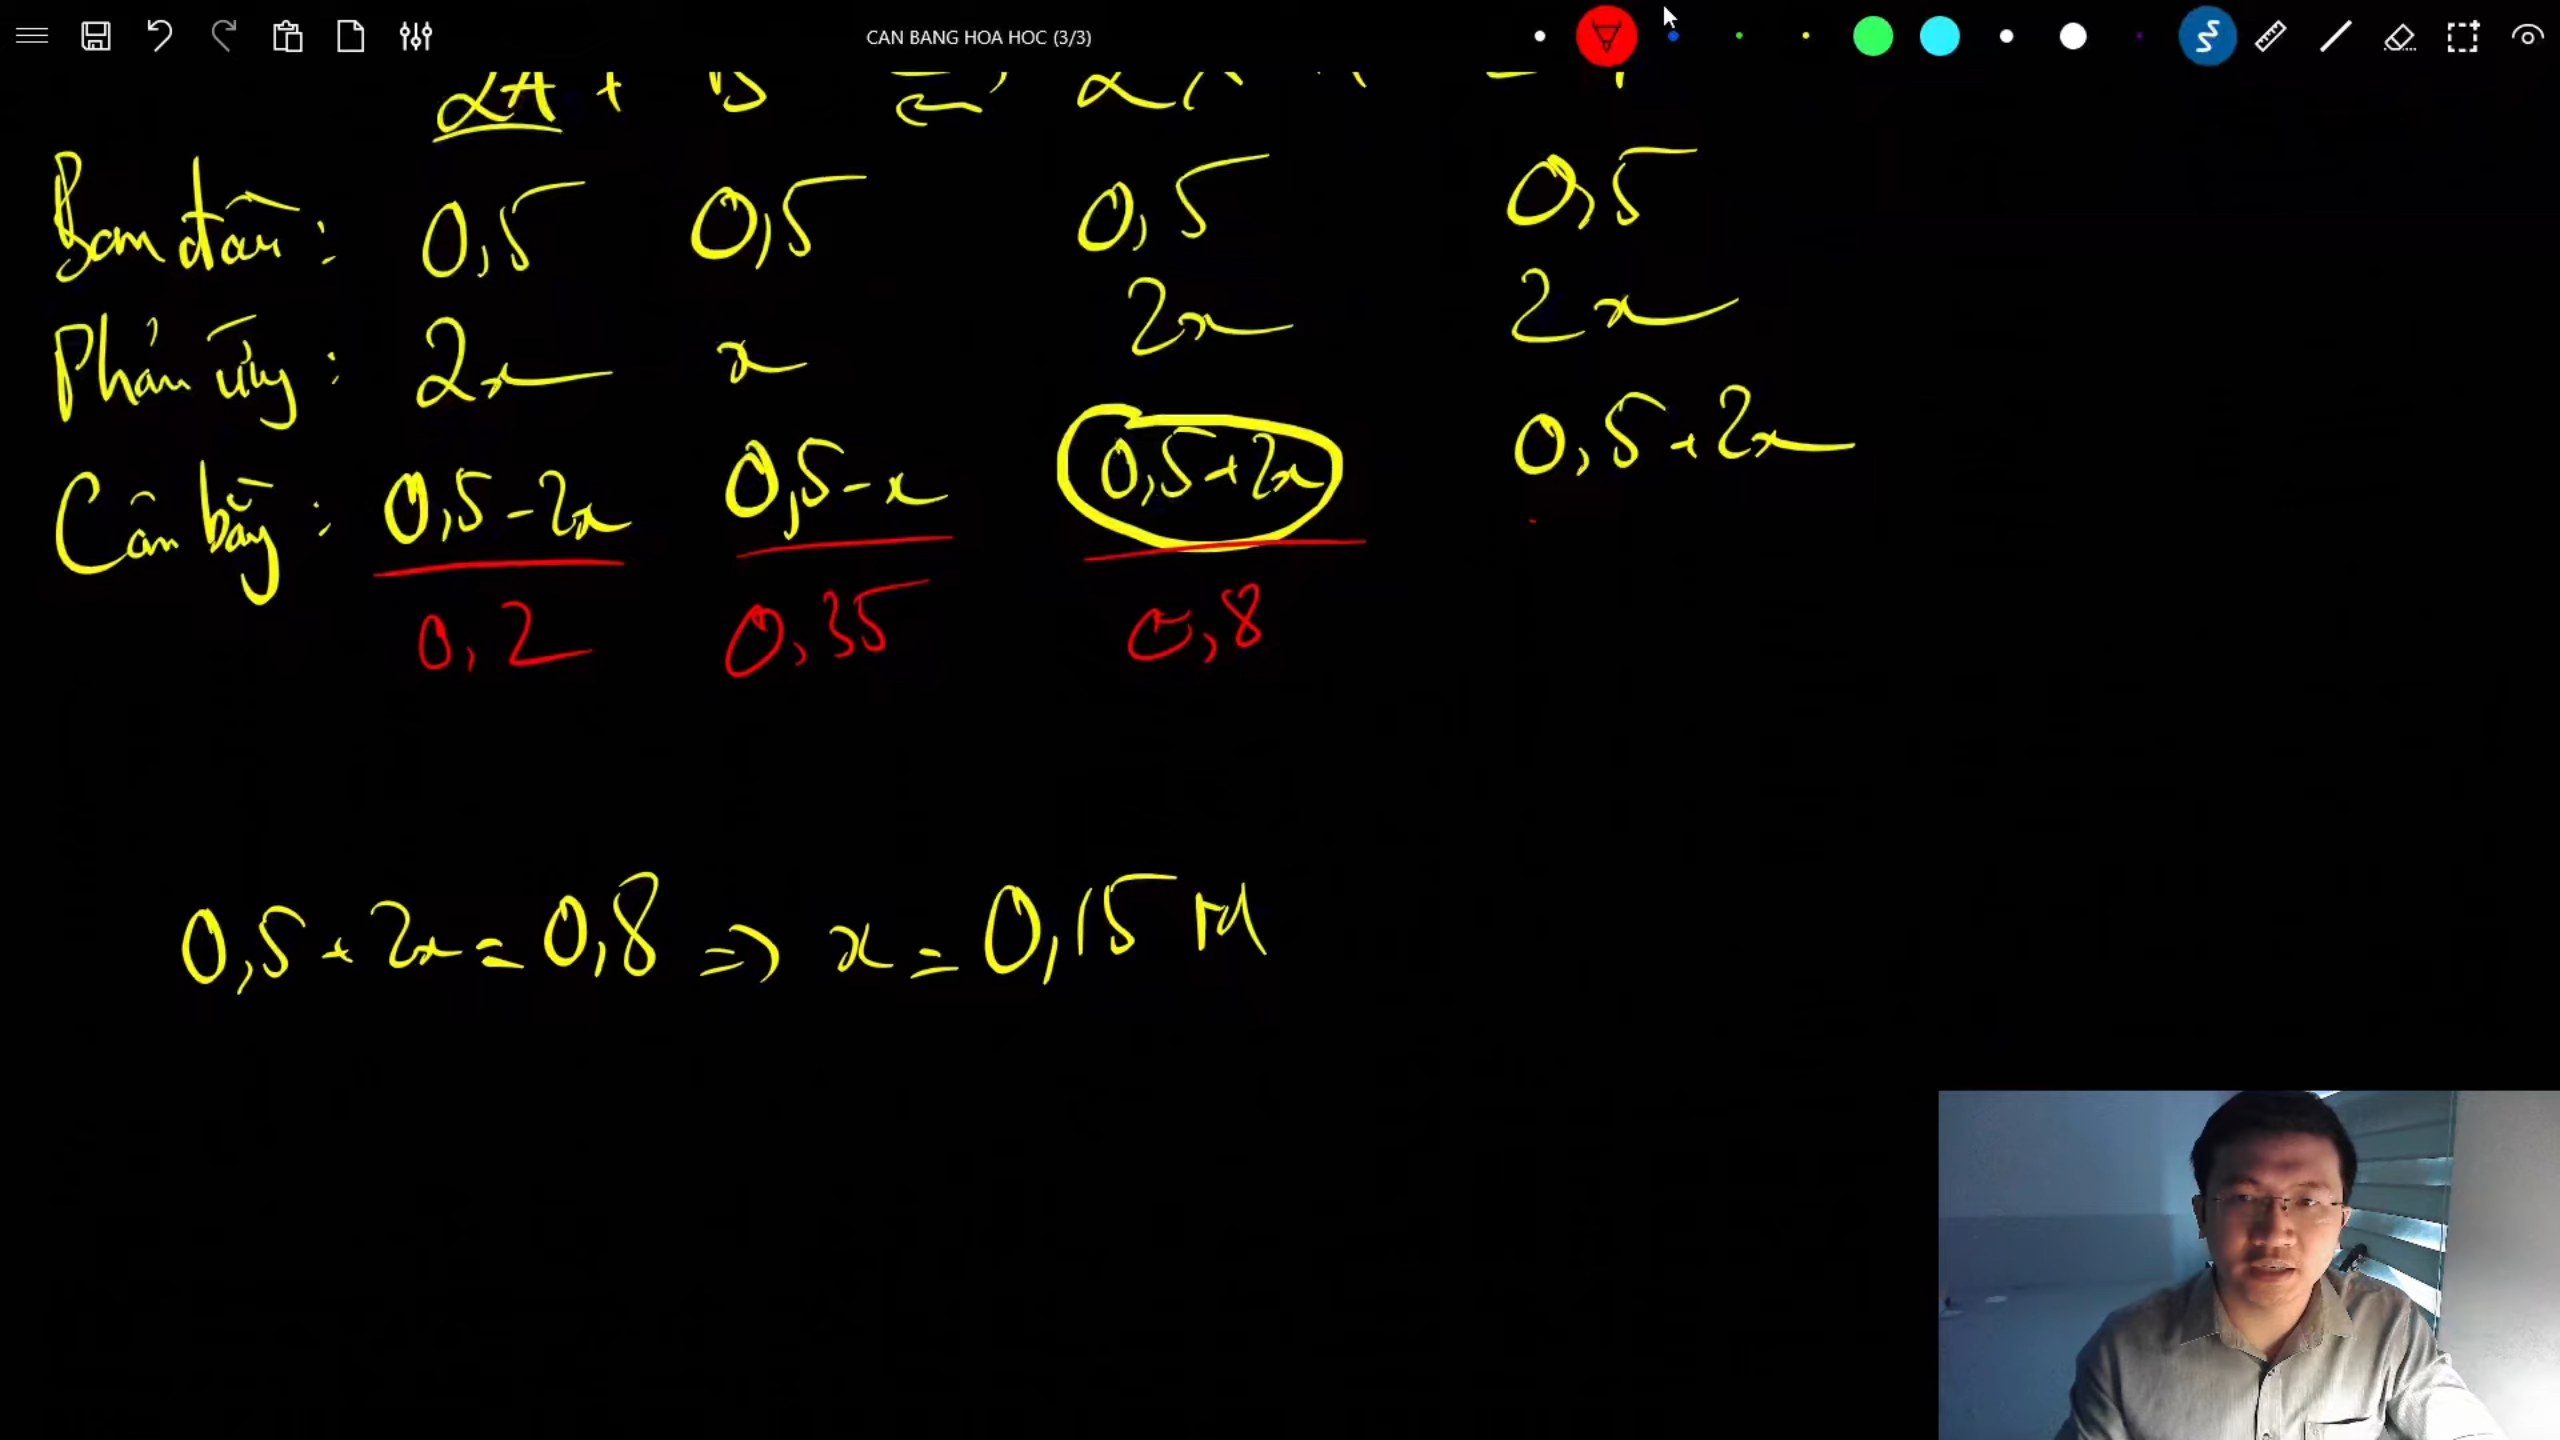 CAN BANG HOA HOC (3/3)
2A + B ⇌ 2
Ban đầu: 0,5 0,5 0,5 0,5
Phản ứng: 2x x 2x 2x
Cân bằng: 0,5-2x 0,5-x 0,5+2x 0,5+2x
0,2 0,35 0,8
0,5+2x=0,8 => x = 0,15 M